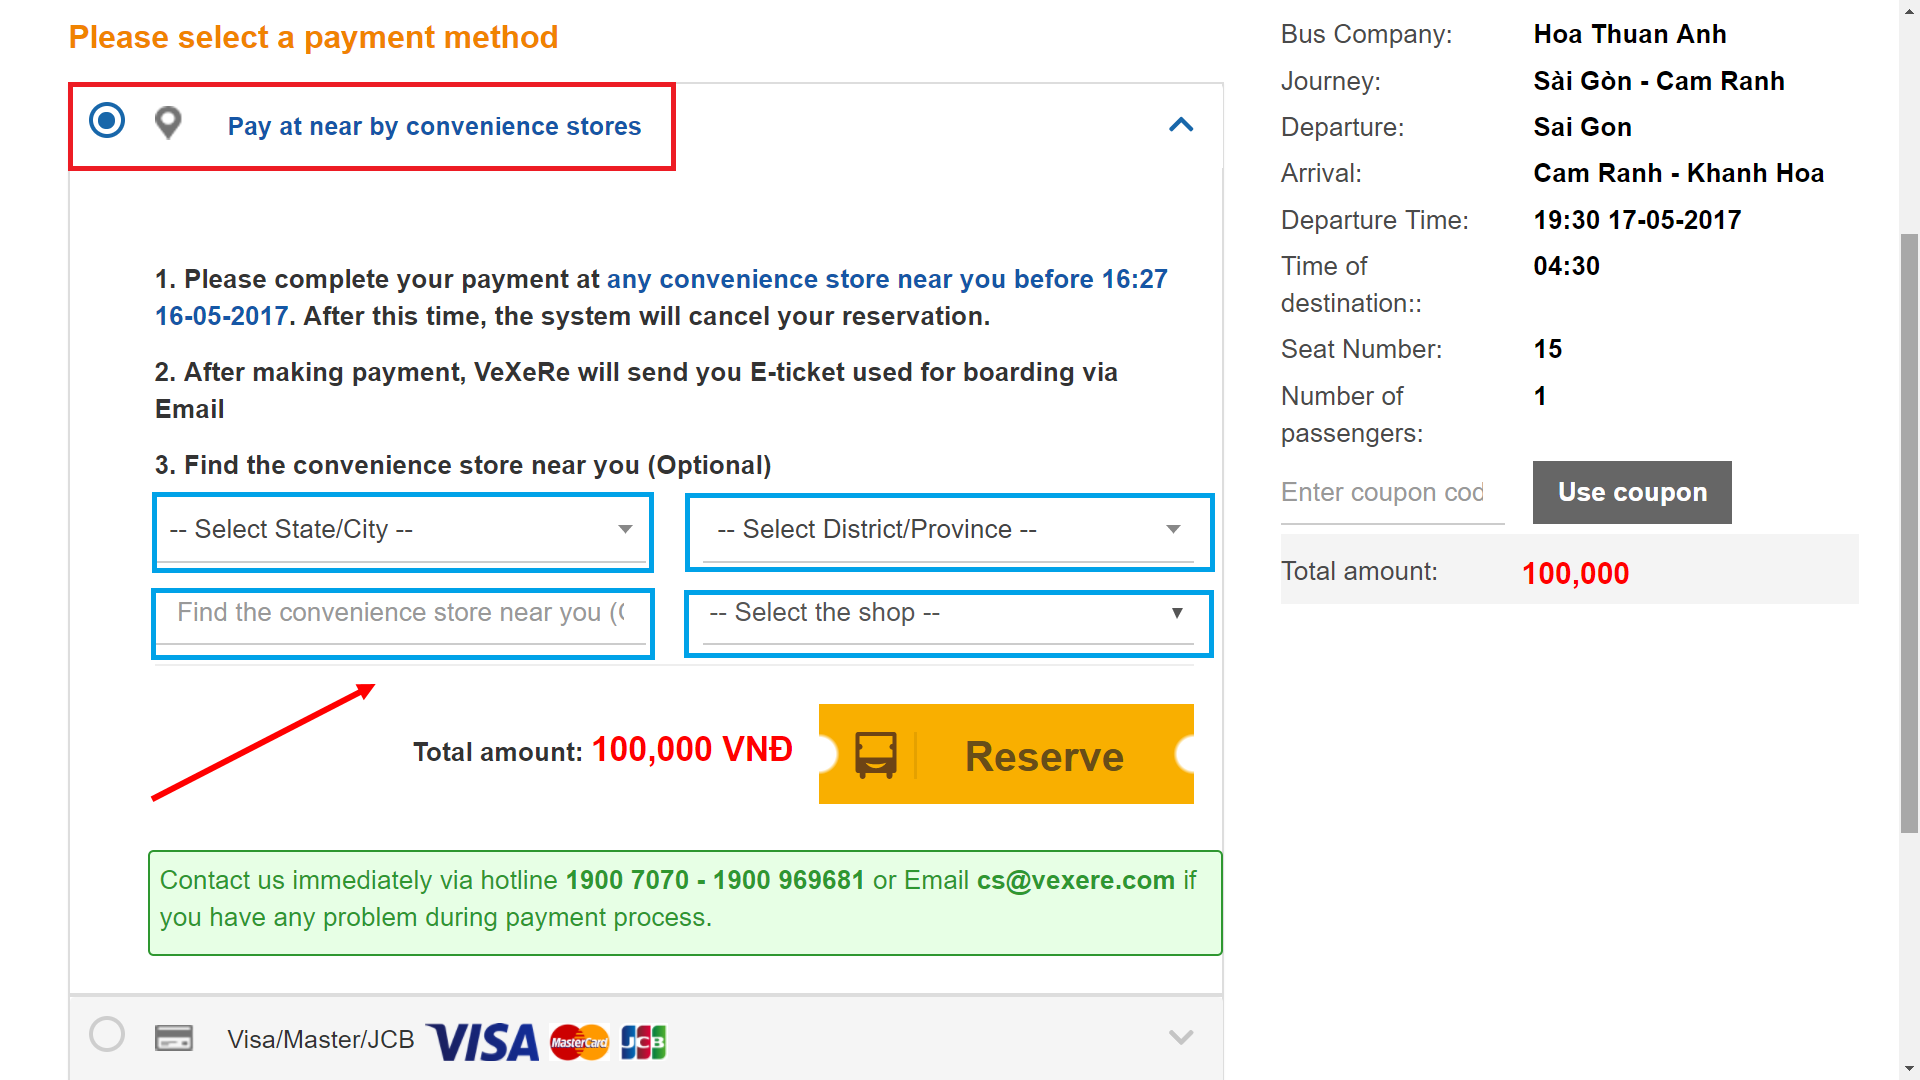 Please select a payment method
Pay at near by convenience stores
1. Please complete your payment at any convenience store near you before 16:27
16-05-2017. After this time, the system will cancel your reservation.
2. After making payment, VeXeRe will send you E-ticket used for boarding via
Email
3. Find the convenience store near you (Optional)
-- Select State/City --
-- Select District/Province --
Find the convenience store near you (
-- Select the shop --
Total amount: 100,000 VNĐ
Reserve
Contact us immediately via hotline 1900 7070 - 1900 969681 or Email cs@vexere.com if
you have any problem during payment process.
Visa/Master/JCB VISA MasterCard JCB
Bus Company: Hoa Thuan Anh
Journey: Sài Gòn - Cam Ranh
Departure: Sai Gon
Arrival: Cam Ranh - Khanh Hoa
Departure Time: 19:30 17-05-2017
Time of 04:30
destination::
Seat Number: 15
Number of 1
passengers:
Enter coupon cod
Use coupon
Total amount: 100,000